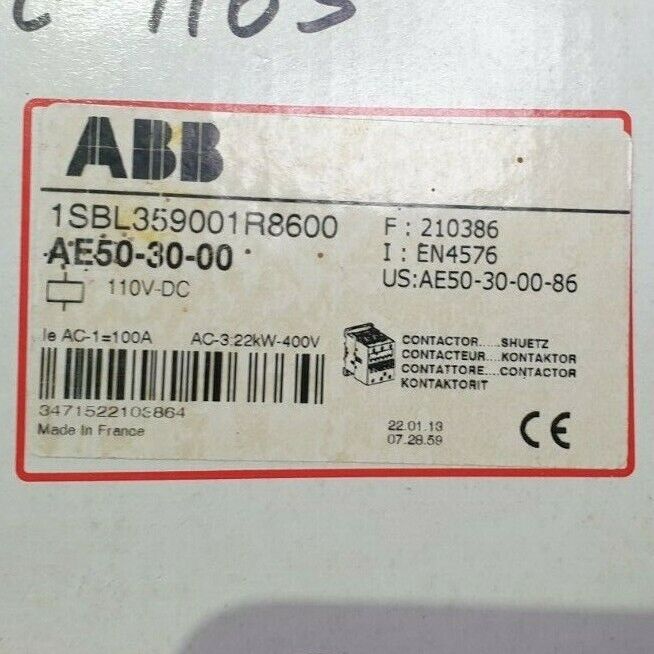 ABB
1SBL359001R8600
AE50-30-00
110V-DC
F: 210386
I: EN4576
US:AE50-30-00-86
Ie AC-1=100A AC-3:22kW-400V
CONTACTOR.....SHUETZ
CONTACTEUR...KONTAKTOR
CONTATTORE...CONTACTOR
KONTAKTORIT
3471522103864
Made In France
22.01.13
07.28.59
CE